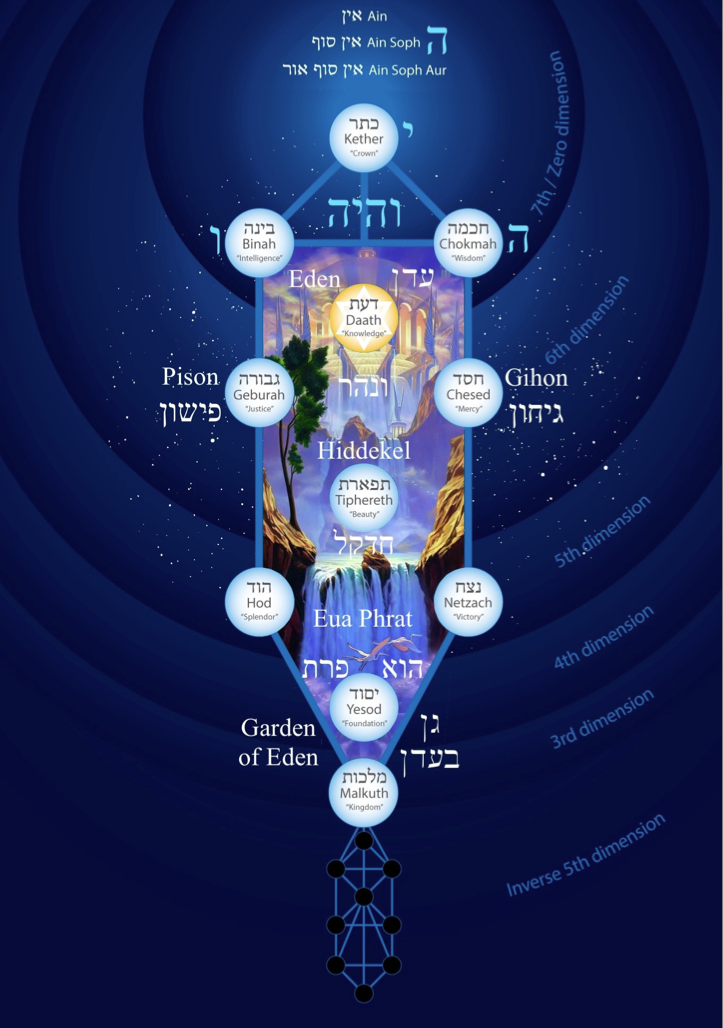 אין Ain
אין סוף Ain Soph
ה
אין סוף אור Ain Soph Aur
כתר
Kether
"Crown"
י
7th / Zero dimension
והיה
ו
בינה
Binah
"Intelligence"
חכמה
Chokmah
"Wisdom"
ה
Eden עדן
דעת
Daath
"Knowledge"
6th dimension
Pison
פישון
גבורה
Geburah
"Justice"
ונהר
חסד
Chesed
"Mercy"
Gihon
גיחון
Hiddekel
תפארת
Tiphereth
"Beauty"
חדקל
5th dimension
הוד
Hod
"Splendor"
נצח
Netzach
"Victory"
Eua Phrat
הוא פרת
4th dimension
יסוד
Yesod
"Foundation"
Garden
of Eden
גן
בעדן
3rd dimension
מלכות
Malkuth
"Kingdom"
Inverse 5th dimension